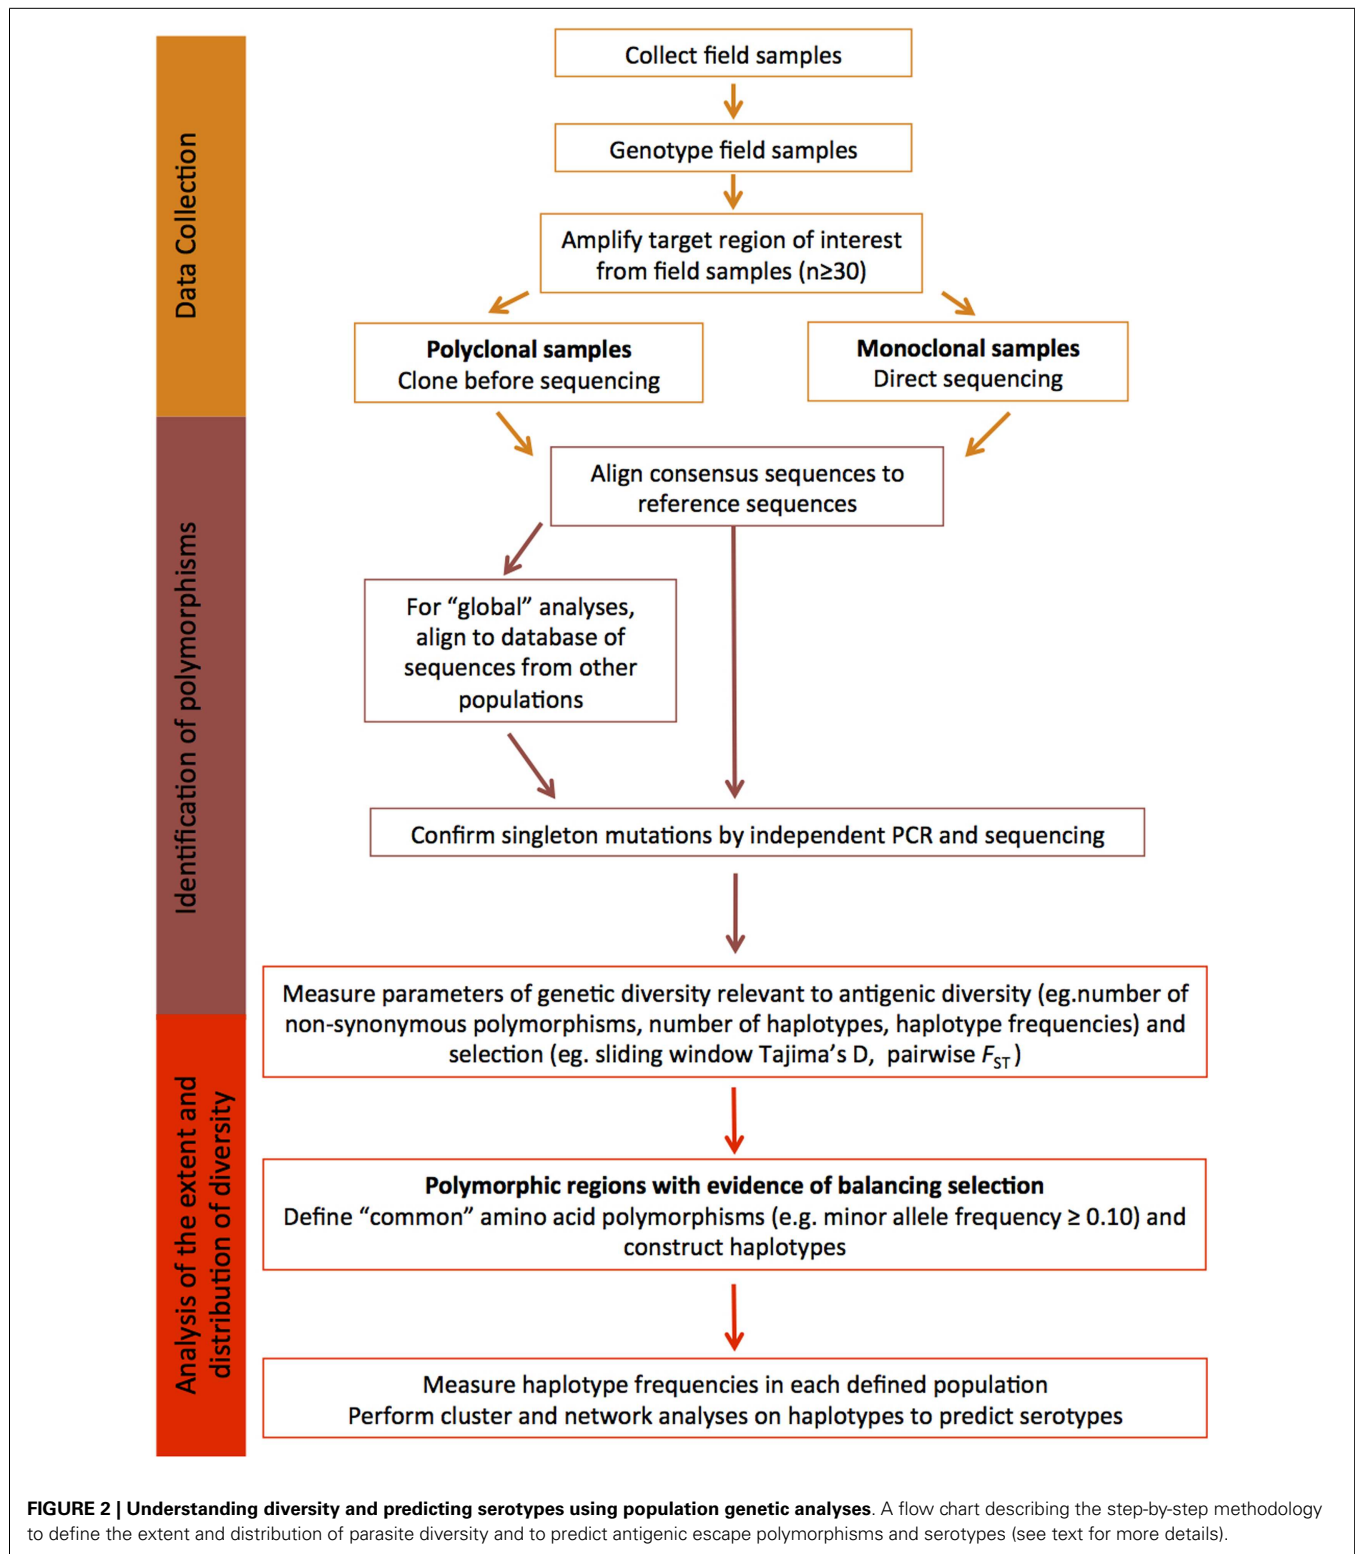 Data Collection
Collect field samples
Genotype field samples
Amplify target region of interest
from field samples (n≥30)
Polyclonal samples
Clone before sequencing
Monoclonal samples
Direct sequencing
Identification of polymorphisms
Align consensus sequences to
reference sequences
For “global” analyses,
align to database of
sequences from other
populations
Confirm singleton mutations by independent PCR and sequencing
Analysis of the extent and
distribution of diversity
Measure parameters of genetic diversity relevant to antigenic diversity (eg.number of
non-synonymous polymorphisms, number of haplotypes, haplotype frequencies) and
selection (eg. sliding window Tajima’s D, pairwise FST)
Polymorphic regions with evidence of balancing selection
Define “common” amino acid polymorphisms (e.g. minor allele frequency ≥ 0.10) and
construct haplotypes
Measure haplotype frequencies in each defined population
Perform cluster and network analyses on haplotypes to predict serotypes
FIGURE 2 | Understanding diversity and predicting serotypes using population genetic analyses. A flow chart describing the step-by-step methodology
to define the extent and distribution of parasite diversity and to predict antigenic escape polymorphisms and serotypes (see text for more details).